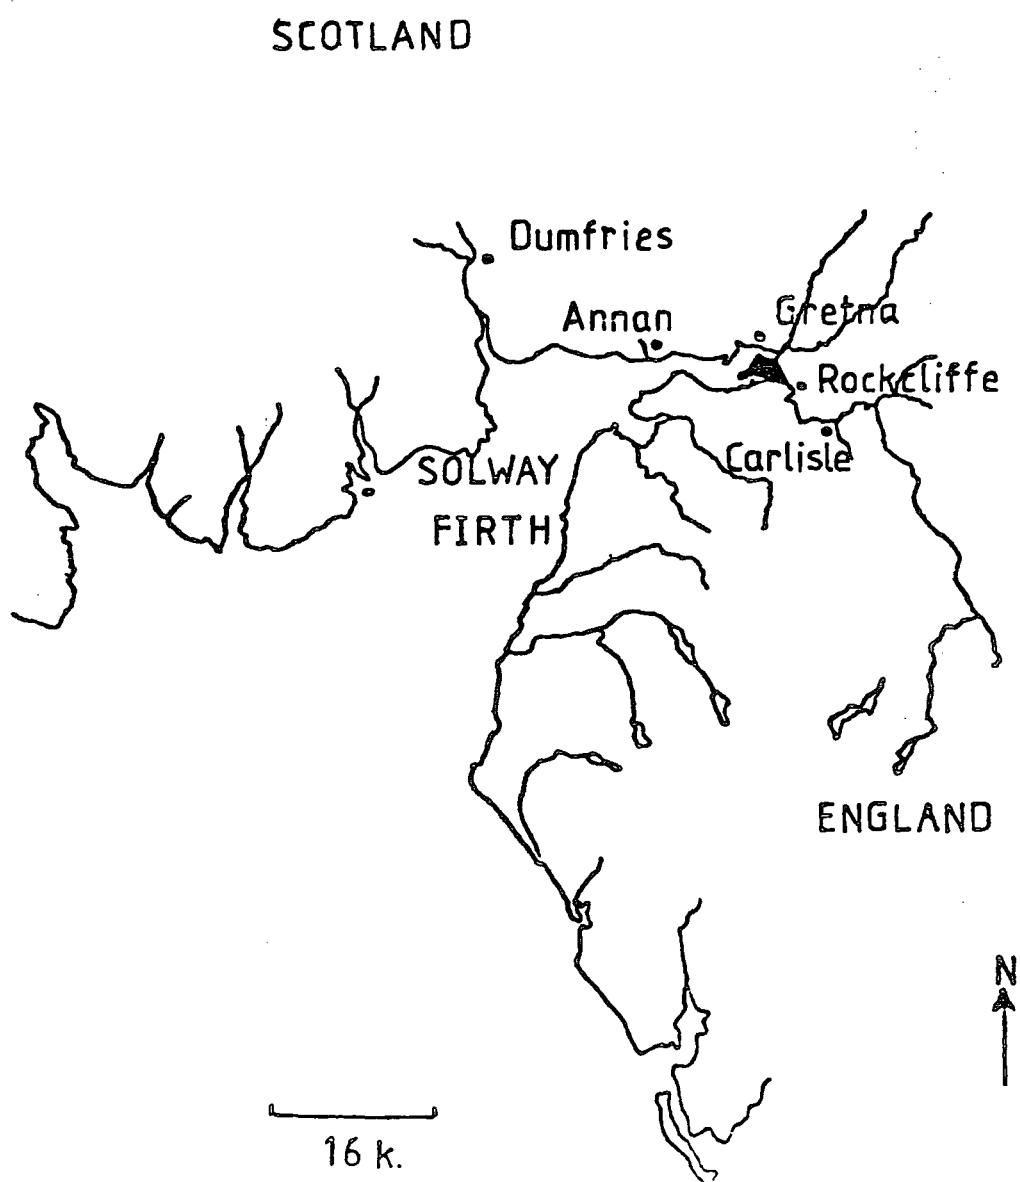 SCOTLAND
Dumfries
Annan
Gretna
Rockcliffe
Carlisle
SOLWAY
FIRTH
ENGLAND
N
16 k.